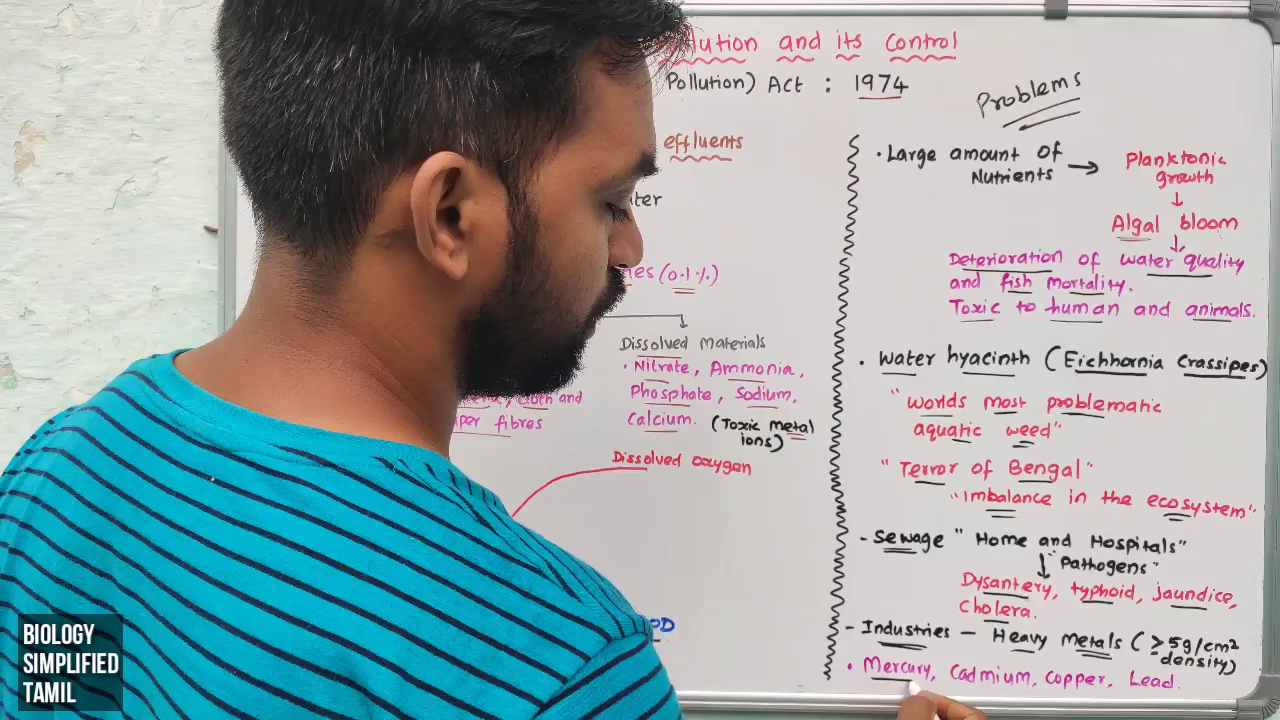 lution and its Control
Pollution) Act : 1974
effluents
ies (0.1%)
Dissolved Materials
• Nitrate, Ammonia,
Phosphate, Sodium,
Calcium. (Toxic metal
ions)
cloth and
per fibres
Dissolved oxygen
OD
Problems
• Large amount of
Nutrients →
Planktonic
growth
↓
Algal bloom
↓
Deterioration of water quality
and fish mortality.
Toxic to human and animals.
• Water hyacinth (Eichhornia Crassipes)
"worlds most problematic
aquatic weed"
"Terror of Bengal"
"Imbalance in the ecosystem"
- Sewage "Home and Hospitals"
↓ "Pathogens"
Dysantery, typhoid, jaundice,
Cholera.
- Industries - Heavy metals (≥5g/cm2
density)
• Mercury, Cadmium, Copper, Lead.
BIOLOGY
SIMPLIFIED
TAMIL